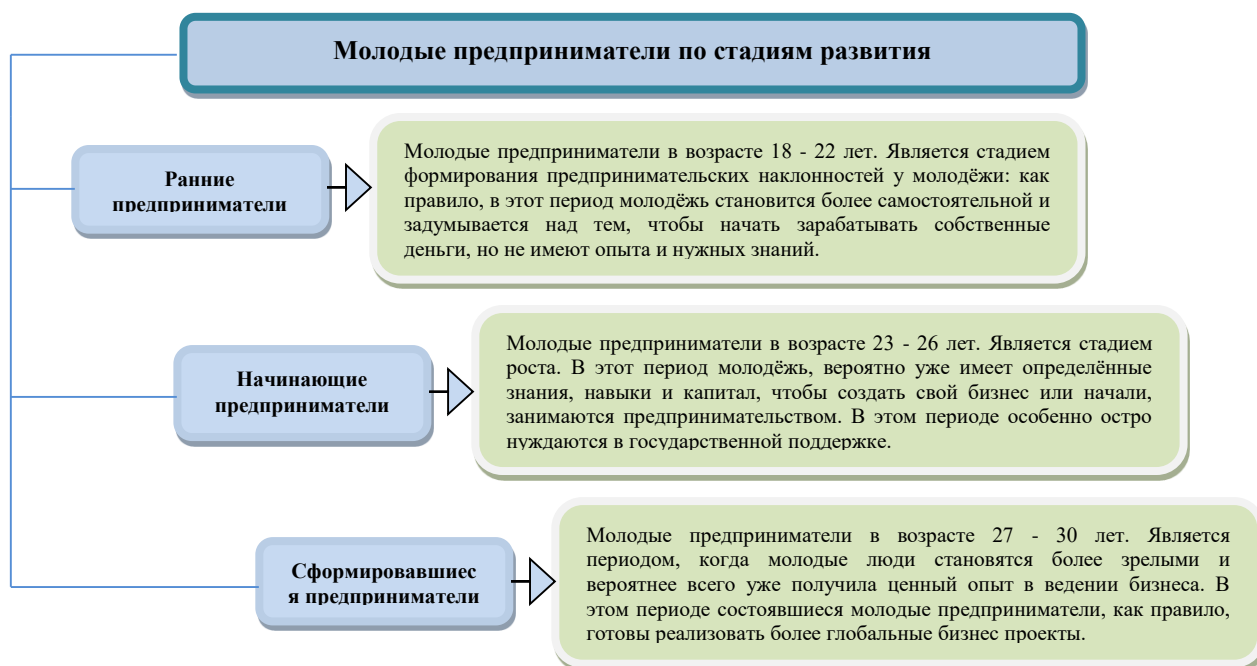 Молодые предприниматели по стадиям развития
Ранние
предприниматели
Молодые предприниматели в возрасте 18 - 22 лет. Является стадием
формирования предпринимательских наклонностей у молодёжи: как
правило, в этот период молодёжь становится более самостоятельной и
задумывается над тем, чтобы начать зарабатывать собственные
деньги, но не имеют опыта и нужных знаний.
Начинающие
предприниматели
Молодые предприниматели в возрасте 23 - 26 лет. Является стадием
роста. В этот период молодёжь, вероятно уже имеет определённые
знания, навыки и капитал, чтобы создать свой бизнес или начали,
занимаются предпринимательством. В этом периоде особенно остро
нуждаются в государственной поддержке.
Сформировавшиес
я предприниматели
Молодые предприниматели в возрасте 27 - 30 лет. Является
периодом, когда молодые люди становятся более зрелыми и
вероятнее всего уже получила ценный опыт в ведении бизнеса. В
этом периоде состоявшиеся молодые предприниматели, как правило,
готовы реализовать более глобальные бизнес проекты.